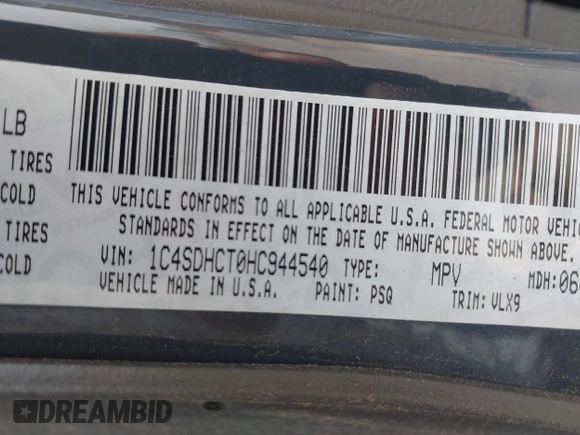 LB
TIRES
COLD
TIRES
COLD
THIS VEHICLE CONFORMS TO ALL APPLICABLE U.S.A. FEDERAL MOTOR VEHIC
STANDARDS IN EFFECT ON THE DATE OF MANUFACTURE SHOWN ABOVE.
VIN: 1C4SDHCT0HC944540 TYPE: MPV MDH:06
VEHICLE MADE IN U.S.A. PAINT: PSQ TRIM: VLX9
DREAMBID